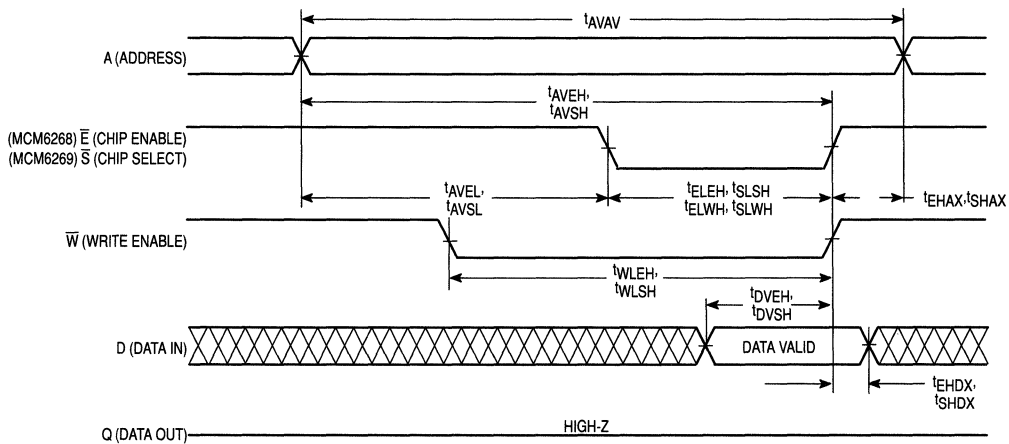 tAVAV
A (ADDRESS)
tAVEH,
tAVSH
(MCM6268) E̅ (CHIP ENABLE)
(MCM6269) S̅ (CHIP SELECT)
tAVEL,
tAVSL
tELEH, tSLSH
tELWH, tSLWH
tEHAX,tSHAX
W̅ (WRITE ENABLE)
tWLEH,
tWLSH
tDVEH,
tDVSH
D (DATA IN)
DATA VALID
tEHDX,
tSHDX
Q (DATA OUT)
HIGH-Z